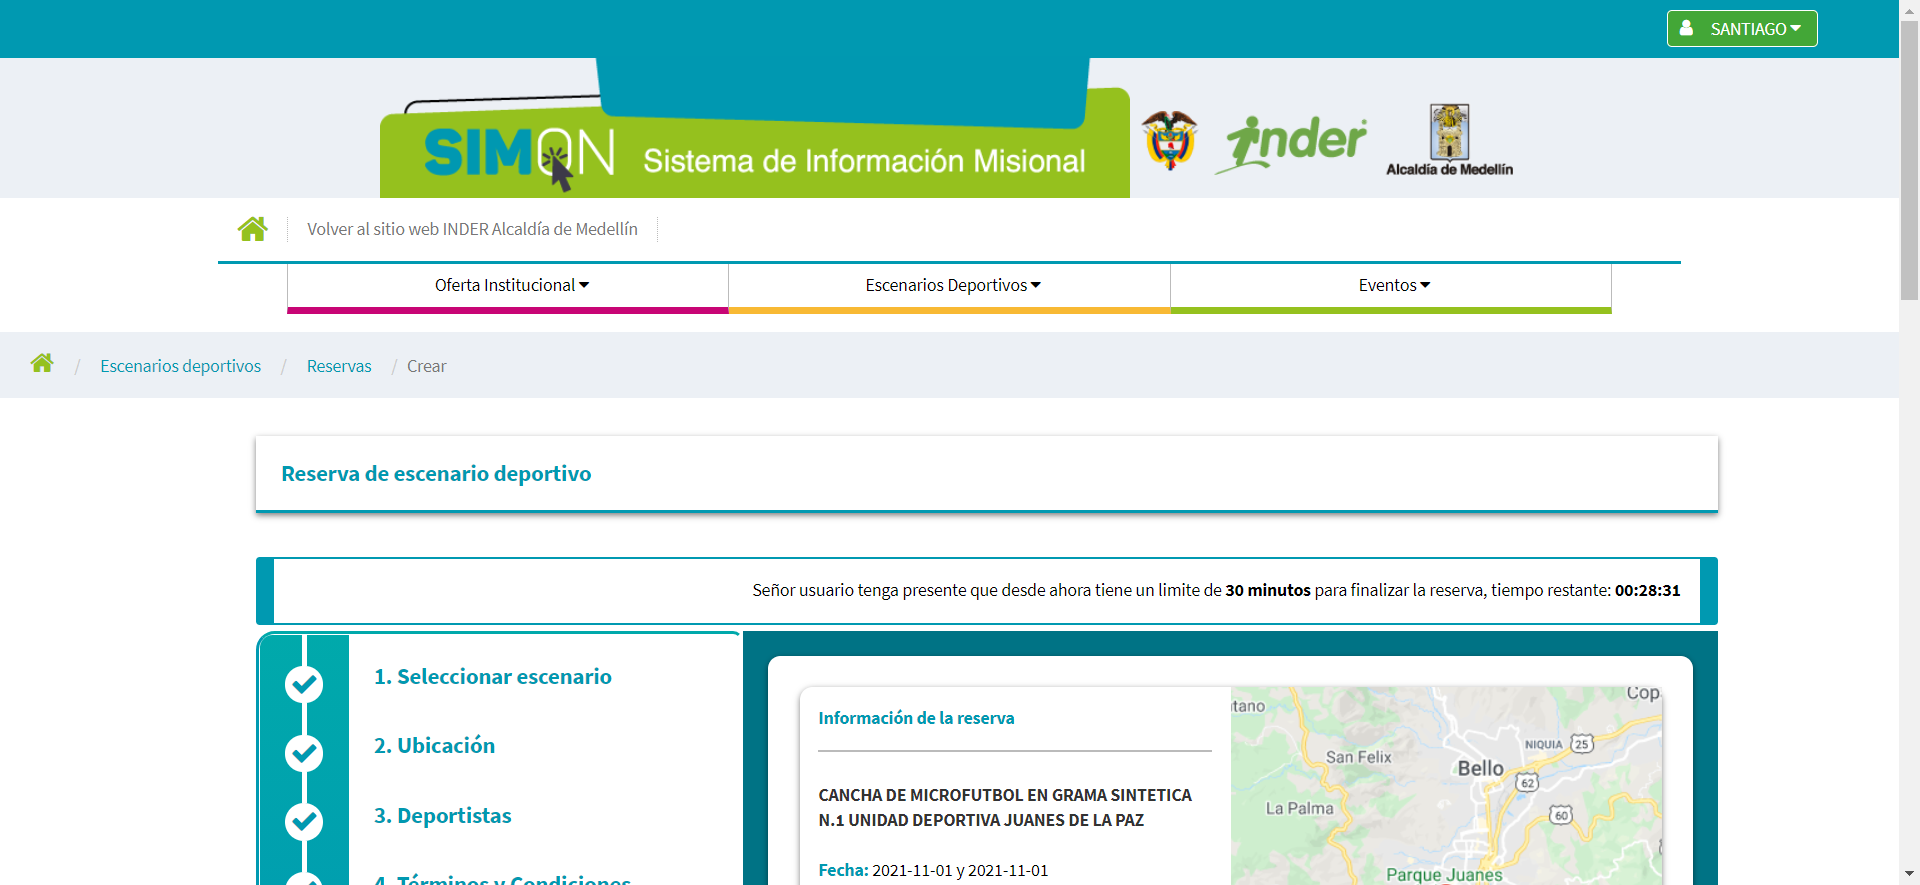 SANTIAGO
SIMON Sistema de Información Misional
inder
Alcaldía de Medellín
Volver al sitio web INDER Alcaldía de Medellín
Oferta Institucional
Escenarios Deportivos
Eventos
/ Escenarios deportivos / Reservas / Crear
Reserva de escenario deportivo
Señor usuario tenga presente que desde ahora tiene un limite de 30 minutos para finalizar la reserva, tiempo restante: 00:28:31
1. Seleccionar escenario
2. Ubicación
3. Deportistas
4. Términos y Condiciones
Información de la reserva
CANCHA DE MICROFUTBOL EN GRAMA SINTETICA
N.1 UNIDAD DEPORTIVA JUANES DE LA PAZ
Fecha: 2021-11-01 y 2021-11-01
Cop
tano
NIQUIA 25
San Felix
Bello
62
La Palma
60
Parque Juanes